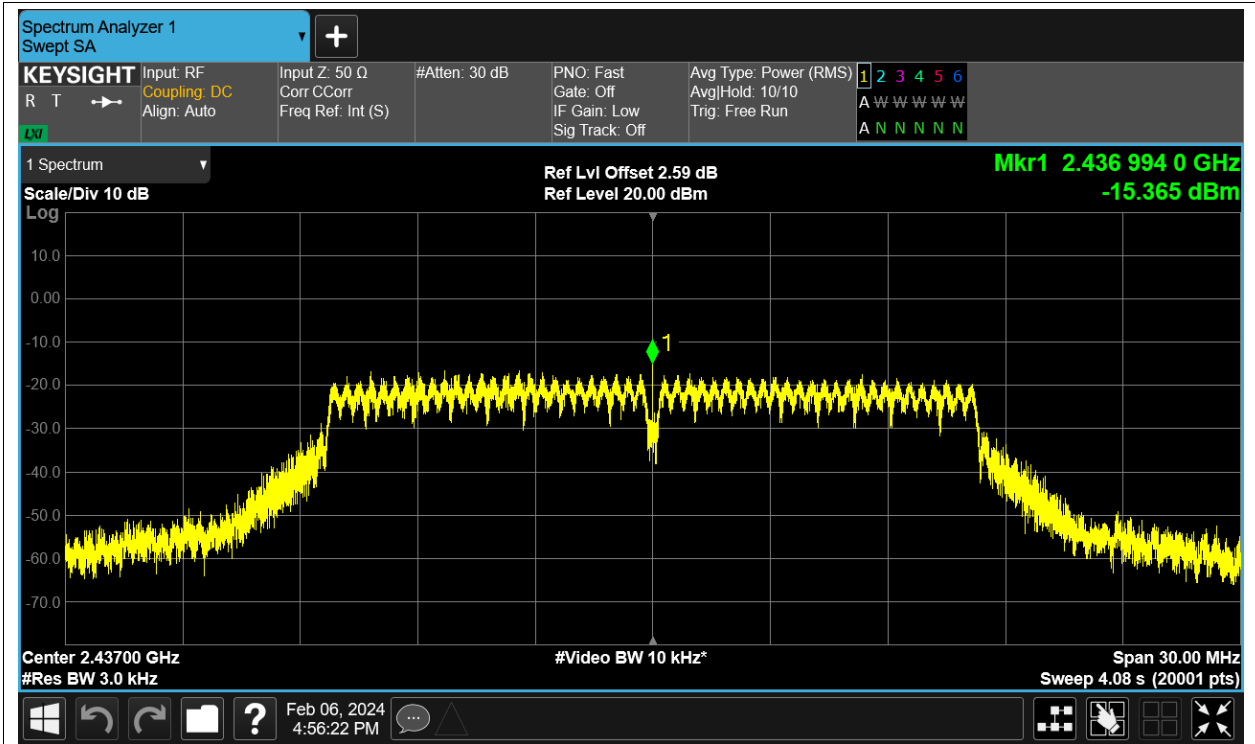 Spectrum Analyzer 1
Swept SA
+
KEYSIGHT
R T
LXI
Input: RF
Coupling: DC
Align: Auto
Input Z: 50 Ω
Corr CCorr
Freq Ref: Int (S)
#Atten: 30 dB
PNO: Fast
Gate: Off
IF Gain: Low
Sig Track: Off
Avg Type: Power (RMS)
Avg|Hold: 10/10
Trig: Free Run
1 2 3 4 5 6
A W W W W W
A N N N N N
1 Spectrum
Scale/Div 10 dB
Log
Ref Lvl Offset 2.59 dB
Ref Level 20.00 dBm
Mkr1 2.436 994 0 GHz
-15.365 dBm
10.0
0.00
-10.0
-20.0
-30.0
-40.0
-50.0
-60.0
-70.0
1
Center 2.43700 GHz
#Res BW 3.0 kHz
#Video BW 10 kHz*
Span 30.00 MHz
Sweep 4.08 s (20001 pts)
?
Feb 06, 2024
4:56:22 PM